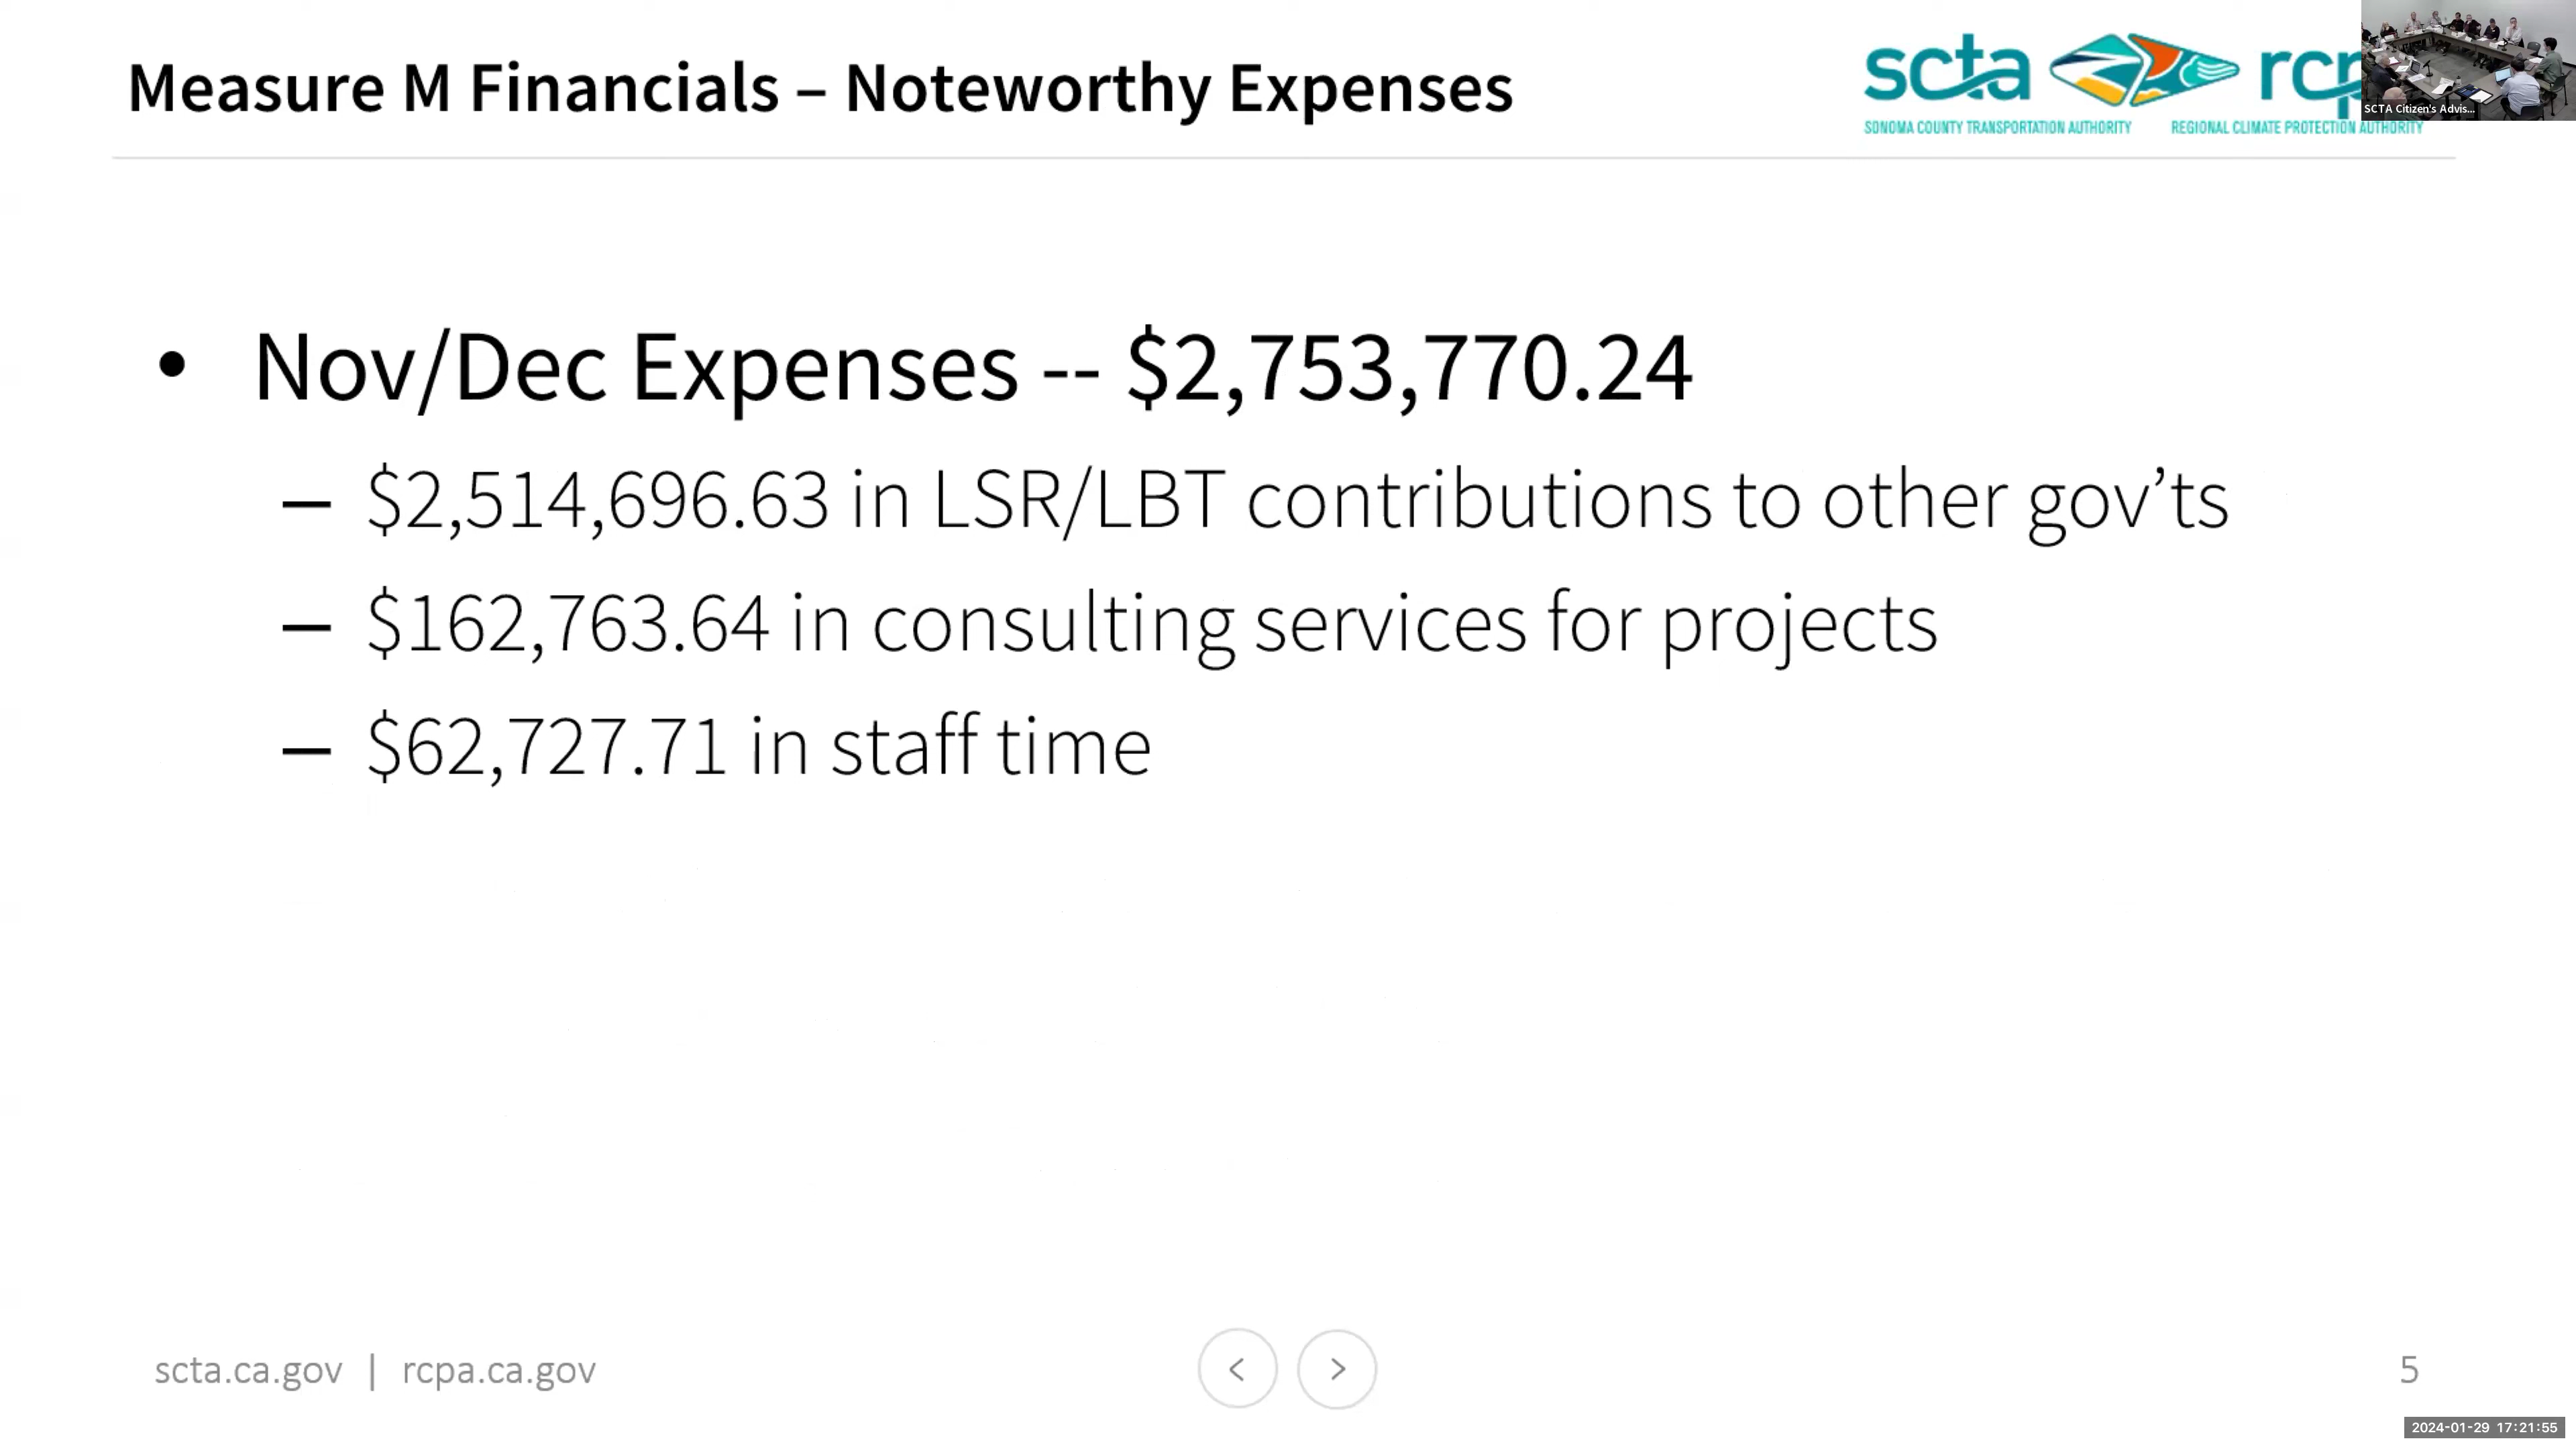 Measure M Financials – Noteworthy Expenses
scta rcp
SONOMA COUNTY TRANSPORTATION AUTHORITY REGIONAL CLIMATE PROTECTION AUTHORITY
SCTA Citizen's Advis...
• Nov/Dec Expenses -- $2,753,770.24
– $2,514,696.63 in LSR/LBT contributions to other gov’ts
– $162,763.64 in consulting services for projects
– $62,727.71 in staff time
scta.ca.gov | rcpa.ca.gov
< >
5
2024-01-29 17:21:55